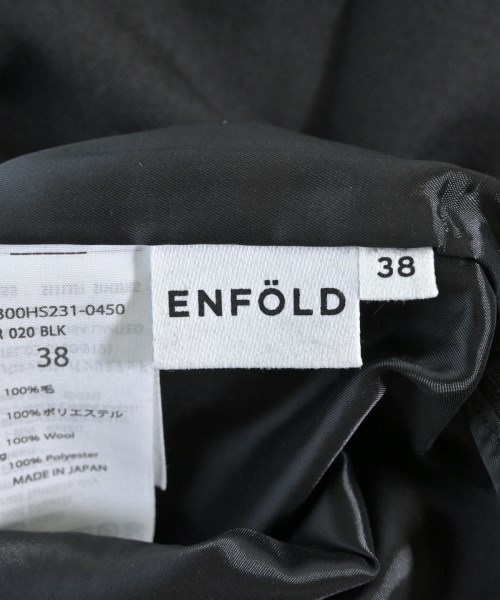 300HS231-0450
020 BLK
38
100%毛
100%ポリエステル
100% Wool
100% Polyester
MADE IN JAPAN
ENFÖLD
38